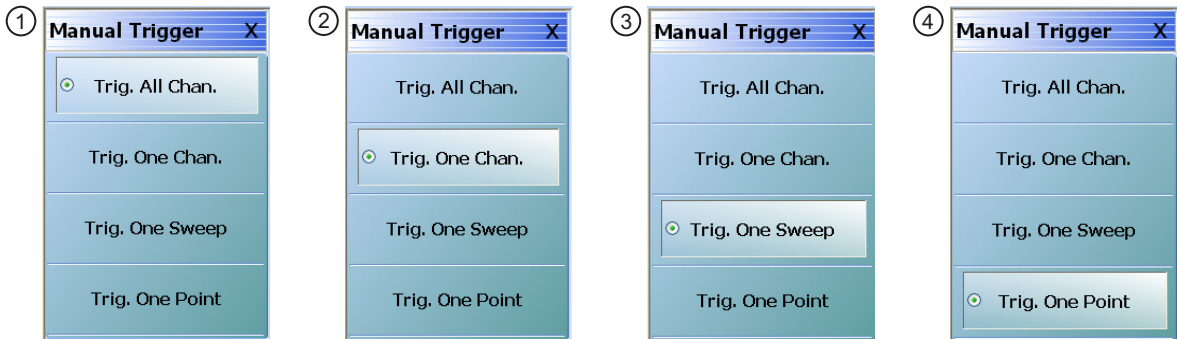 1
Manual Trigger X
Trig. All Chan.
Trig. One Chan.
Trig. One Sweep
Trig. One Point
2
Manual Trigger X
Trig. All Chan.
Trig. One Chan.
Trig. One Sweep
Trig. One Point
3
Manual Trigger X
Trig. All Chan.
Trig. One Chan.
Trig. One Sweep
Trig. One Point
4
Manual Trigger X
Trig. All Chan.
Trig. One Chan.
Trig. One Sweep
Trig. One Point